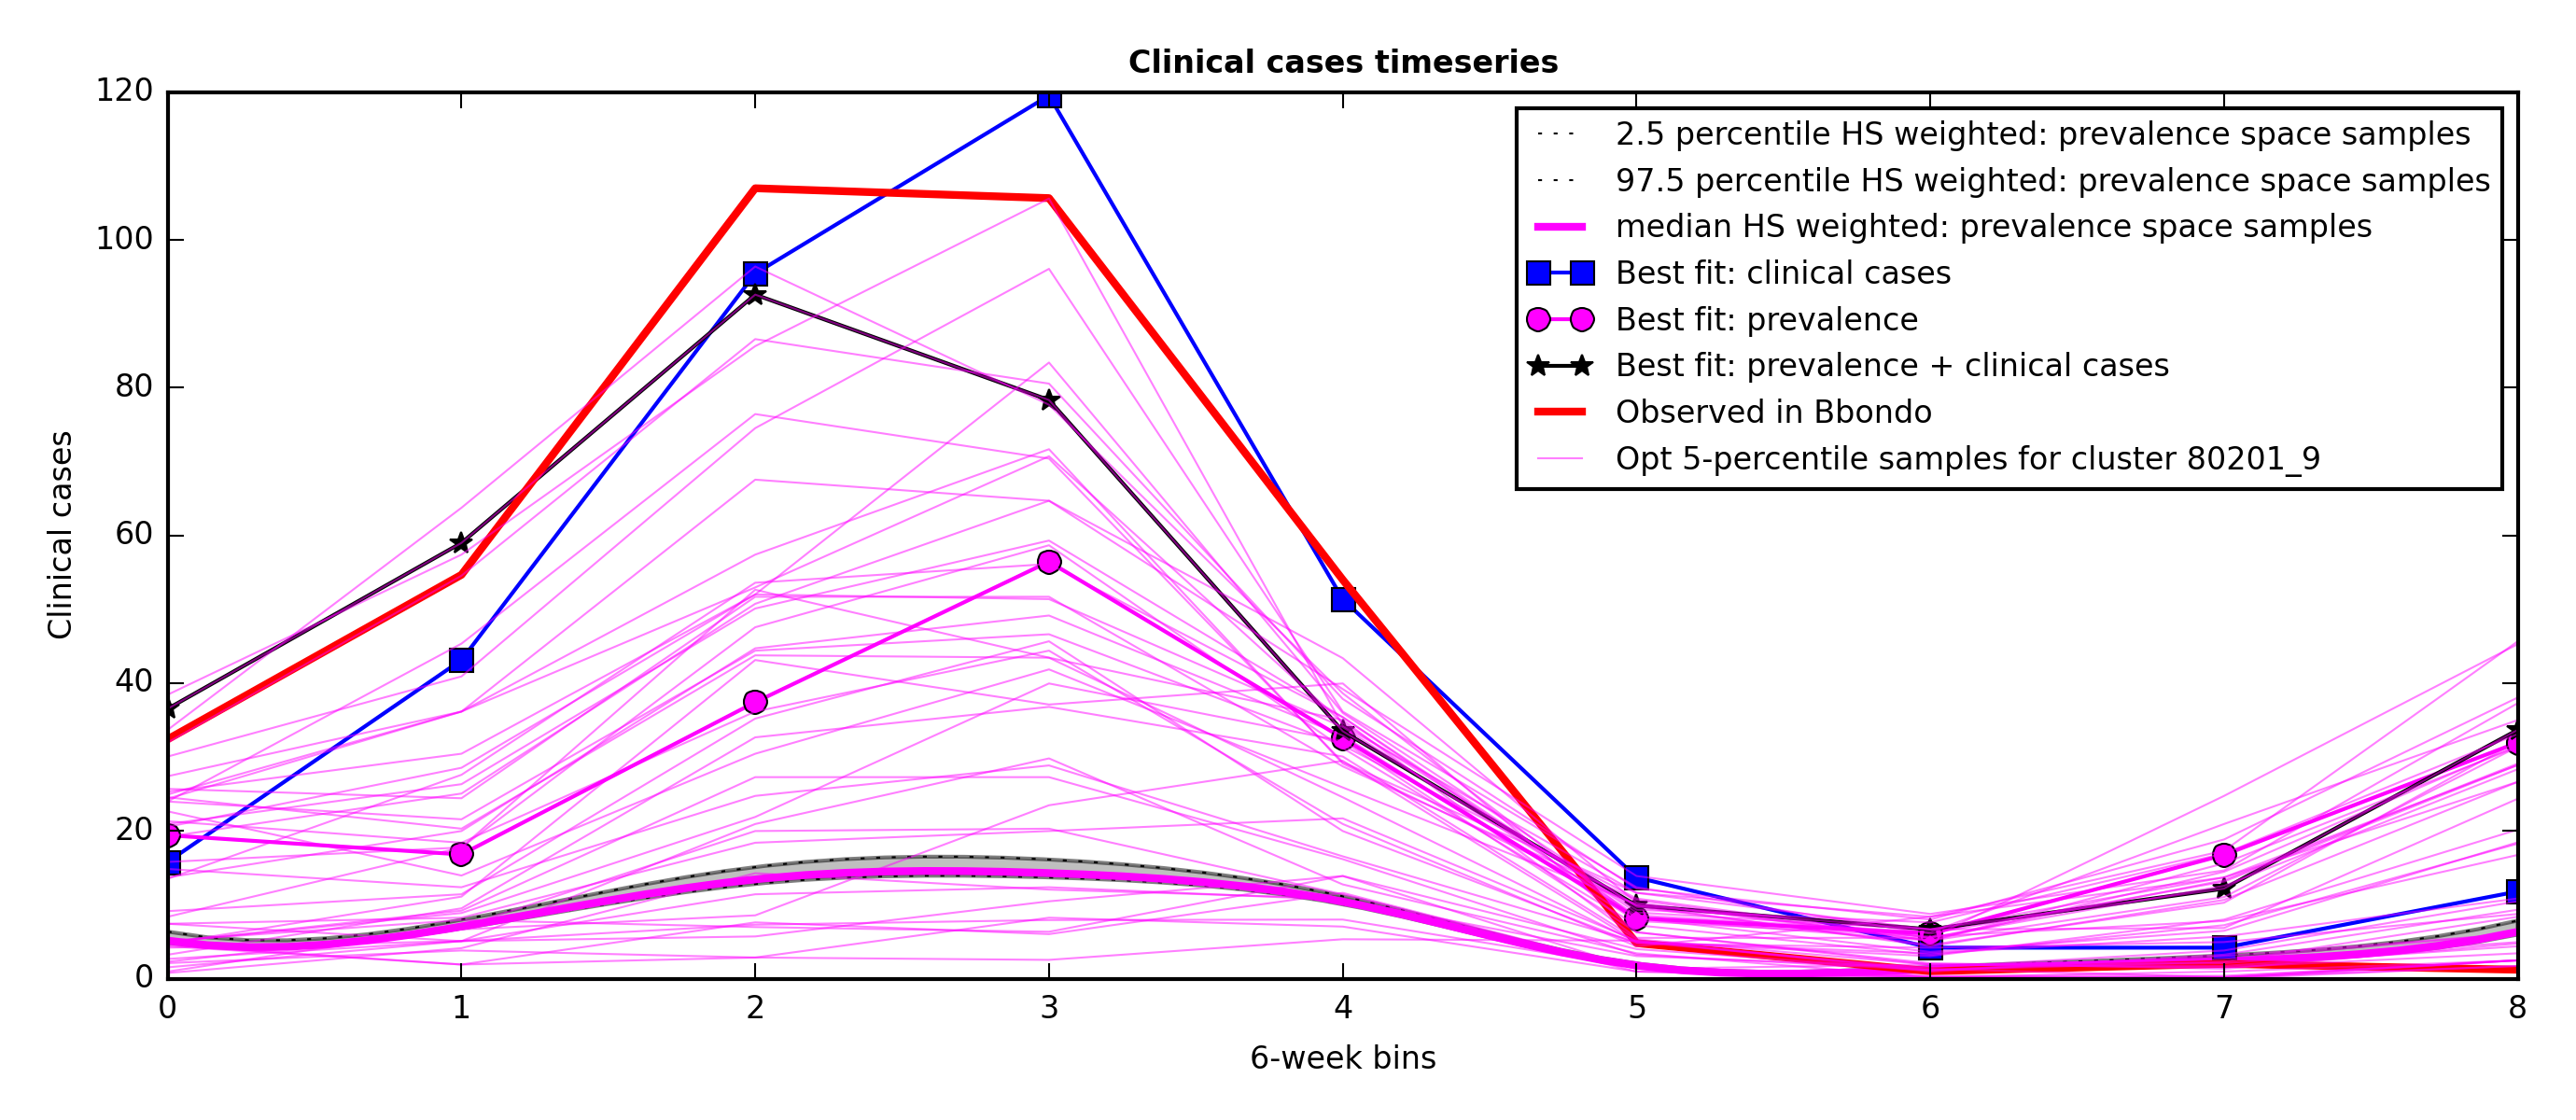 Clinical cases timeseries
120
100
80
60
40
20
0
Clinical cases
2.5 percentile HS weighted: prevalence space samples
97.5 percentile HS weighted: prevalence space samples
median HS weighted: prevalence space samples
Best fit: clinical cases
Best fit: prevalence
Best fit: prevalence + clinical cases
Observed in Bbondo
Opt 5-percentile samples for cluster 80201_9
0 1 2 3 4 5 6 7 8
6-week bins